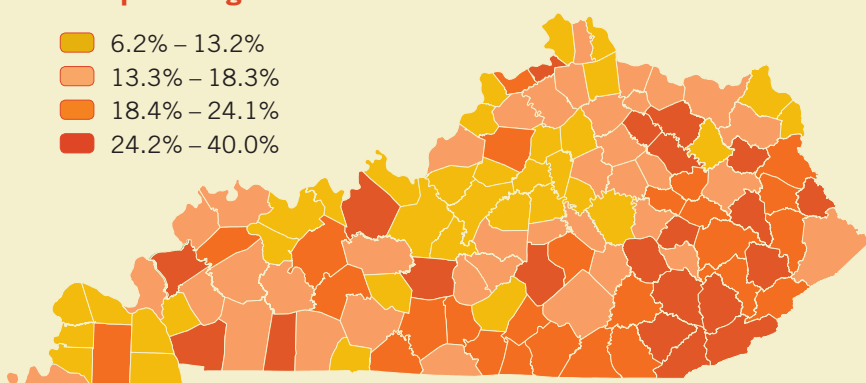 6.2% – 13.2%
13.3% – 18.3%
18.4% – 24.1%
24.2% – 40.0%